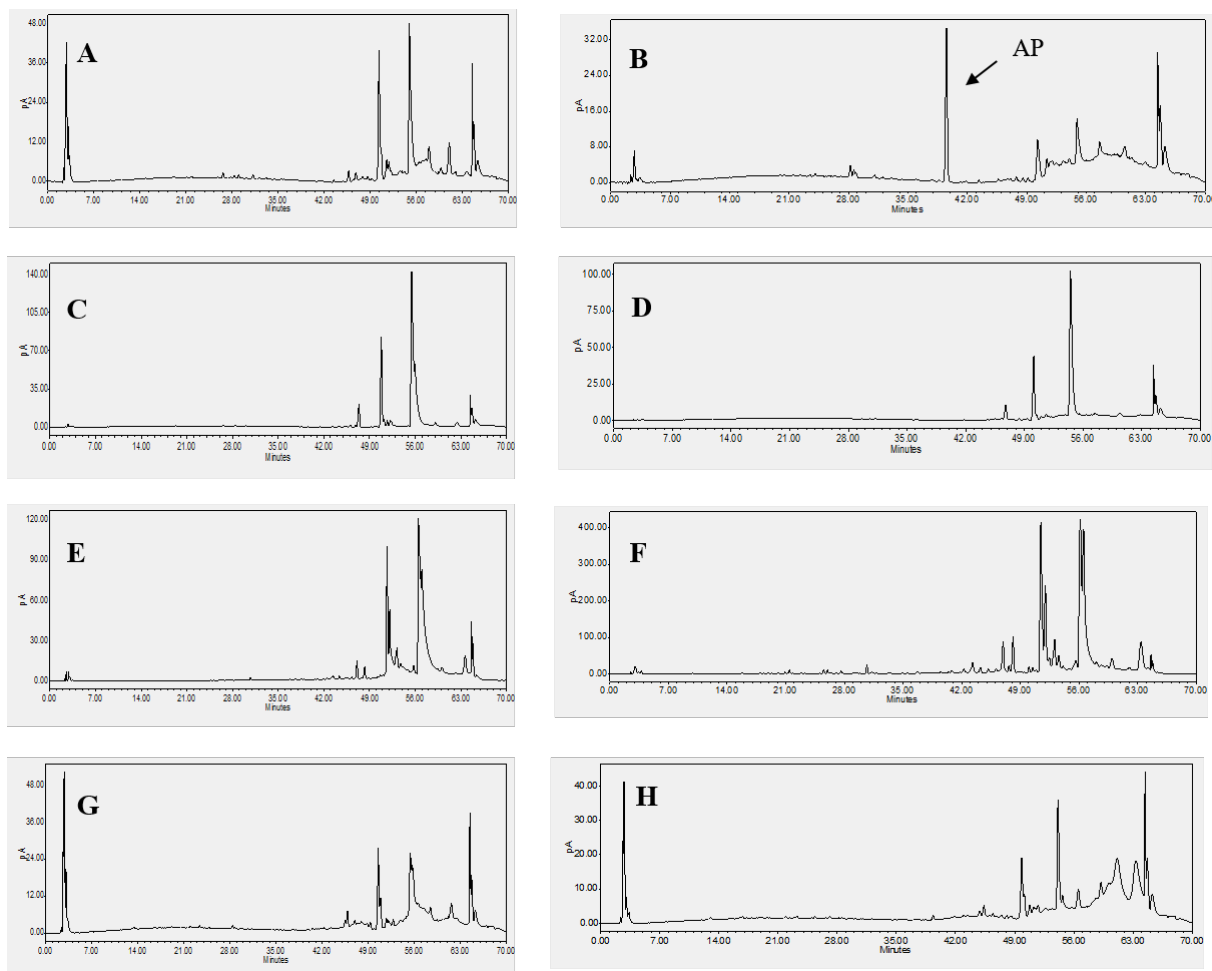 A
48.00
36.00
24.00
12.00
0.00
pA
0.00 7.00 14.00 21.00 28.00 35.00 42.00 49.00 56.00 63.00 70.00
Minutes
B
AP
32.00
24.00
16.00
8.00
0.00
pA
0.00 7.00 14.00 21.00 28.00 35.00 42.00 49.00 56.00 63.00 70.00
Minutes
C
140.00
105.00
70.00
35.00
0.00
pA
0.00 7.00 14.00 21.00 28.00 35.00 42.00 49.00 56.00 63.00 70.00
Minutes
D
100.00
75.00
50.00
25.00
0.00
pA
0.00 7.00 14.00 21.00 28.00 35.00 42.00 49.00 56.00 63.00 70.00
Minutes
E
120.00
90.00
60.00
30.00
0.00
pA
0.00 7.00 14.00 21.00 28.00 35.00 42.00 49.00 56.00 63.00 70.00
Minutes
F
400.00
300.00
200.00
100.00
0.00
pA
0.00 7.00 14.00 21.00 28.00 35.00 42.00 49.00 56.00 63.00 70.00
Minutes
G
48.00
36.00
24.00
12.00
0.00
pA
0.00 7.00 14.00 21.00 28.00 35.00 42.00 49.00 56.00 63.00 70.00
Minutes
H
40.00
30.00
20.00
10.00
0.00
pA
0.00 7.00 14.00 21.00 28.00 35.00 42.00 49.00 56.00 63.00 70.00
Minutes